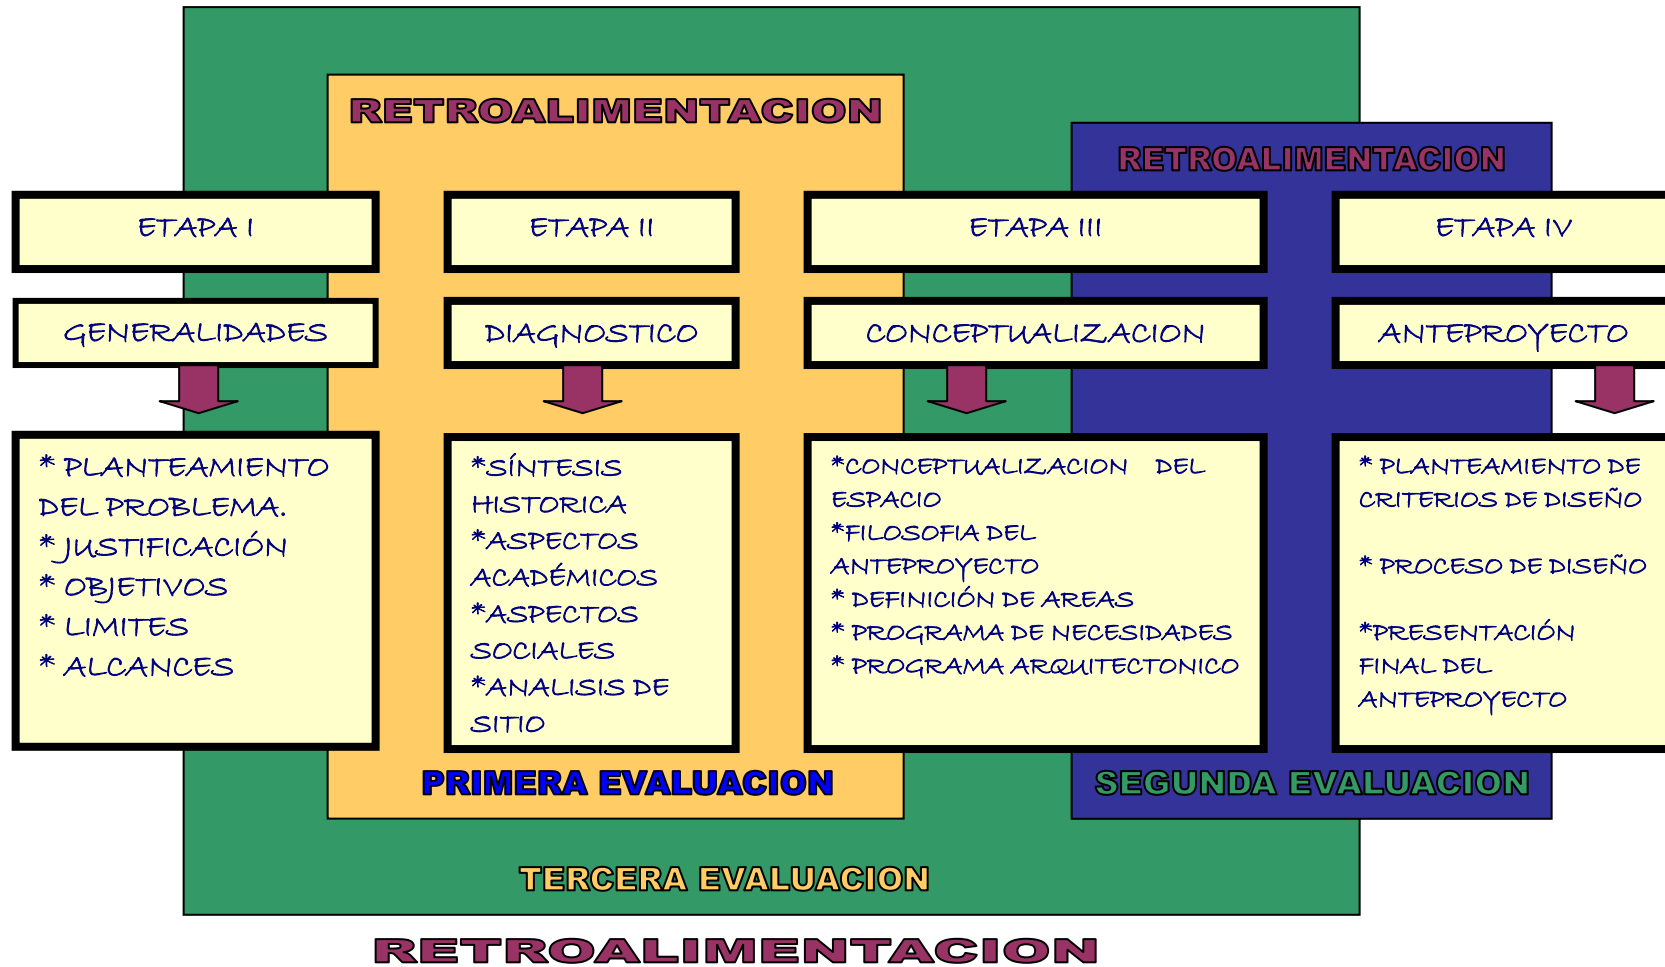 RETROALIMENTACION
RETROALIMENTACION
ETAPA I
ETAPA II
ETAPA III
ETAPA IV
GENERALIDADES
DIAGNOSTICO
CONCEPTUALIZACION
ANTEPROYECTO
* PLANTEAMIENTO
DEL PROBLEMA.
* JUSTIFICACIÓN
* OBJETIVOS
* LIMITES
* ALCANCES
*SÍNTESIS
HISTORICA
*ASPECTOS
ACADÉMICOS
*ASPECTOS
SOCIALES
*ANALISIS DE
SITIO
*CONCEPTUALIZACION DEL
ESPACIO
*FILOSOFIA DEL
ANTEPROYECTO
* DEFINICIÓN DE AREAS
* PROGRAMA DE NECESIDADES
* PROGRAMA ARQUITECTONICO
* PLANTEAMIENTO DE
CRITERIOS DE DISEÑO
* PROCESO DE DISEÑO
*PRESENTACIÓN
FINAL DEL
ANTEPROYECTO
PRIMERA EVALUACION
SEGUNDA EVALUACION
TERCERA EVALUACION
RETROALIMENTACION